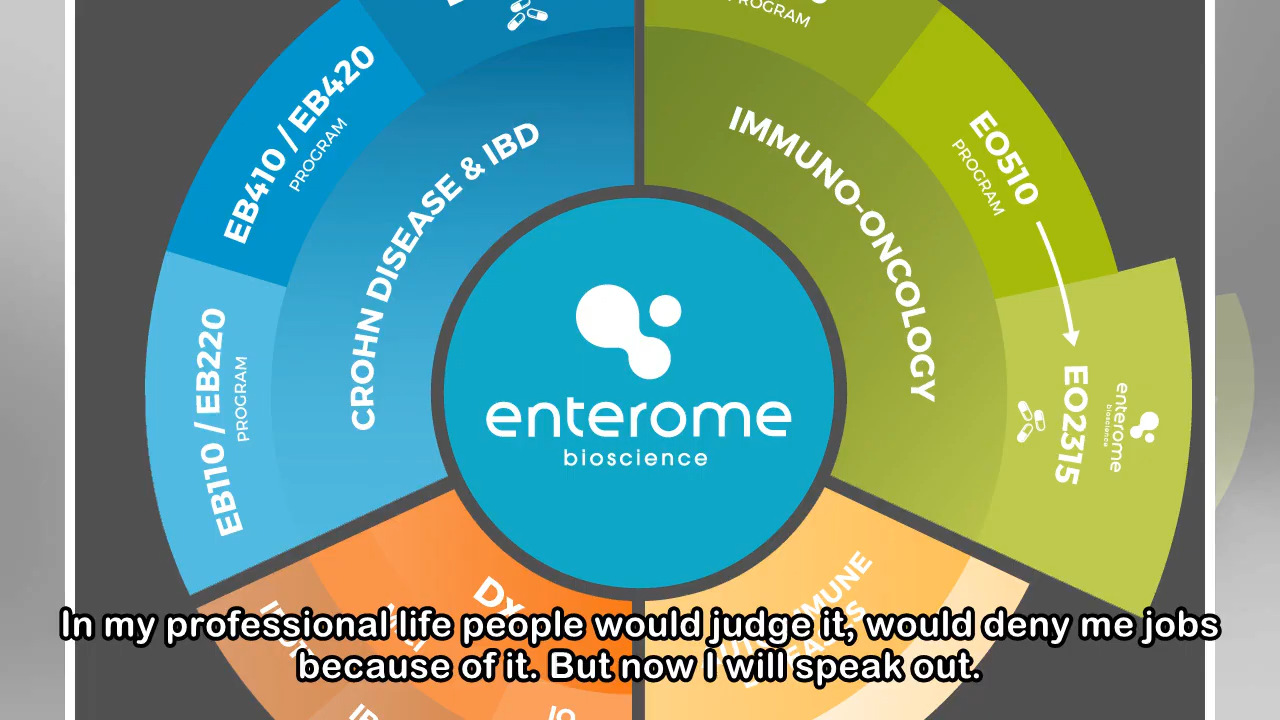 PROGRAM
EB410 / EB420
PROGRAM
CROHN DISEASE & IBD
IMMUNO-ONCOLOGY
EO510
PROGRAM
EB110 / EB220
PROGRAM
EO2315
enterome
bioscience
enterome
bioscience
DX
In my professional life people would judge it, would deny me jobs
because of it. But now I will speak out.